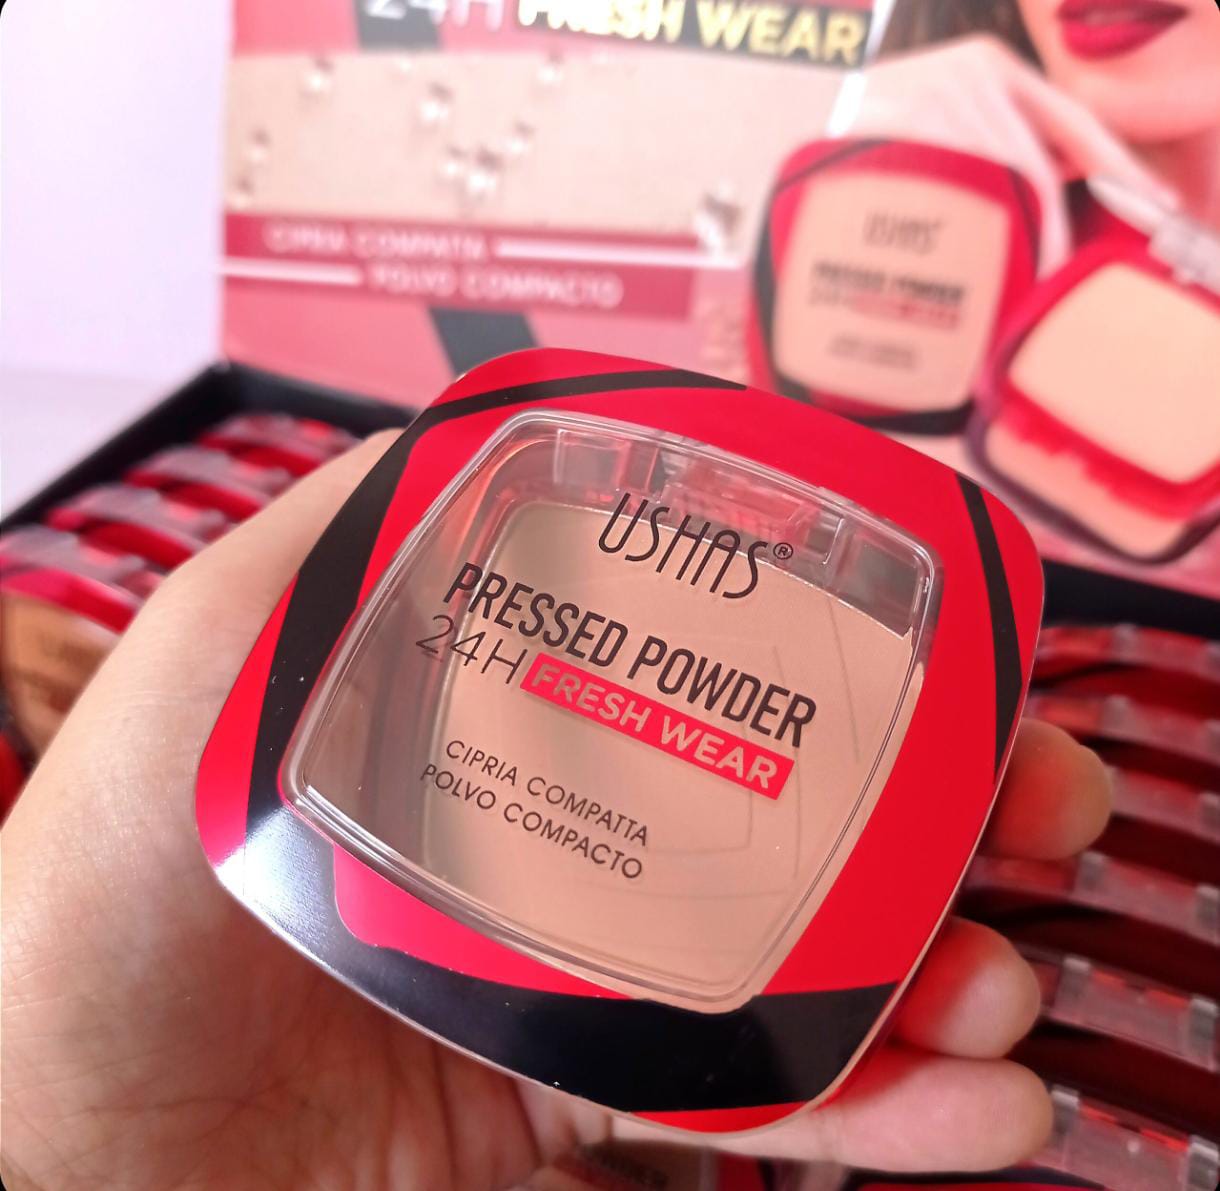 24H FRESH WEAR
CIPRIA COMPATTA
POLVO COMPACTO
USHAS
PRESSED POWDER
USHAS®
PRESSED POWDER
24H FRESH WEAR
CIPRIA COMPATTA
POLVO COMPACTO